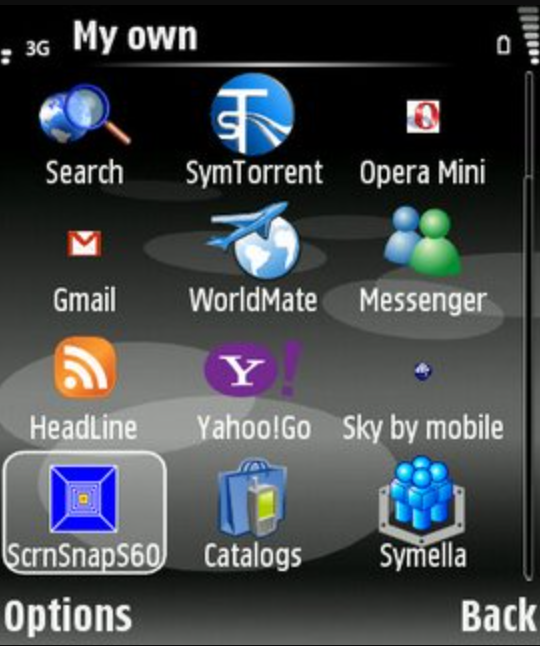 3G My own
Search SymTorrent Opera Mini
Gmail WorldMate Messenger
HeadLine Yahoo!Go Sky by mobile
ScrnSnapS60 Catalogs Symella
Options Back